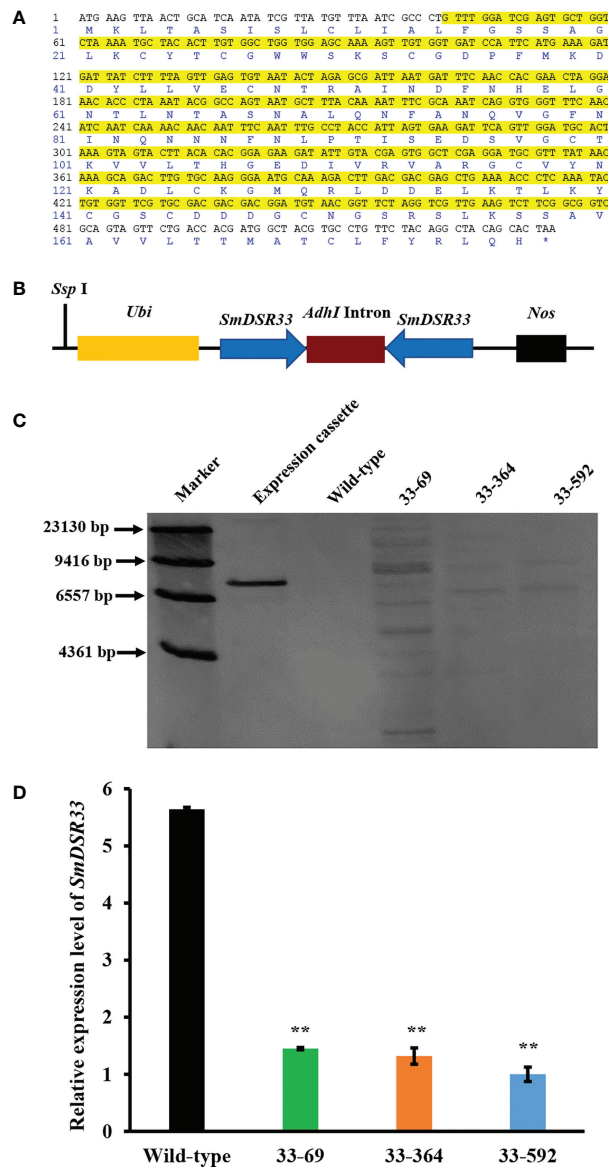 A
1 ATG AAG TTA ACT GCA TCA ATA TCG TTA TGT TTA ATC GCC CTG TTT GGA TCG AGT GCT GGT
1 M K L T A S I S L C L I A L F G S S A G
61 CTA AAA TGC TAC ACT TGT GGC TGG TGG AGC AAA AGT TGT GGT GAT CCA TTC ATG AAA GAT
21 L K C Y T C G W W S K S C G D P F M K D
121 GAT TAT CTT TTA GTT GAG TGT AAT ACT AGA GCG ATT AAT GAT TTC AAC CAC GAA CTA GGA
41 D Y L L V E C N T R A I N D F N H E L G
181 AAC ACC CTA AAT ACG GCC AGT AAT GCT TTA CAA AAT TTC GCA AAT CAG GTG GGT TTC AAC
61 N T L N T A S N A L Q N F A N Q V G F N
241 ATC AAT CAA AAC AAC AAT TTC AAT TTG CCT ACC ATT AGT GAA GAT TCA GTT GGA TGC ACT
81 I N Q N N N F N L P T I S E D S V G C T
301 AAA GTA GTA CTT ACA CAC GGA GAA GAT ATT GTA CGA GTG GCT CGA GGA TGC GTT TAT AAC
101 K V V L T H G E D I V R V A R G C V Y N
361 AAA GCA GAC TTG TGC AAG GGA ATG CAA AGA CTT GAC GAC GAG CTG AAA ACC CTC AAA TAC
121 K A D L C K G M Q R L D D E L K T L K Y
421 TGT GGT TCG TGC GAC GAC GAC GGA TGT AAC GGT TCT AGG TCG TTG AAG TCT TCG GCG GTC
141 C G S C D D D G C N G S R S L K S S A V
481 GCA GTA GTT CTG ACC ACG ATG GCT ACG TGC CTG TTC TAC AGG CTA CAG CAC TAA
161 A V V L T T M A T C L F Y R L Q H *
B
Ssp I
Ubi SmDSR33 AdhI Intron SmDSR33 Nos
C
Marker Expression cassette Wild-type 33-69 33-364 33-592
23130 bp
9416 bp
6557 bp
4361 bp
D
Relative expression level of SmDSR33
6
5
4
3
2
1
0
** ** **
Wild-type 33-69 33-364 33-592